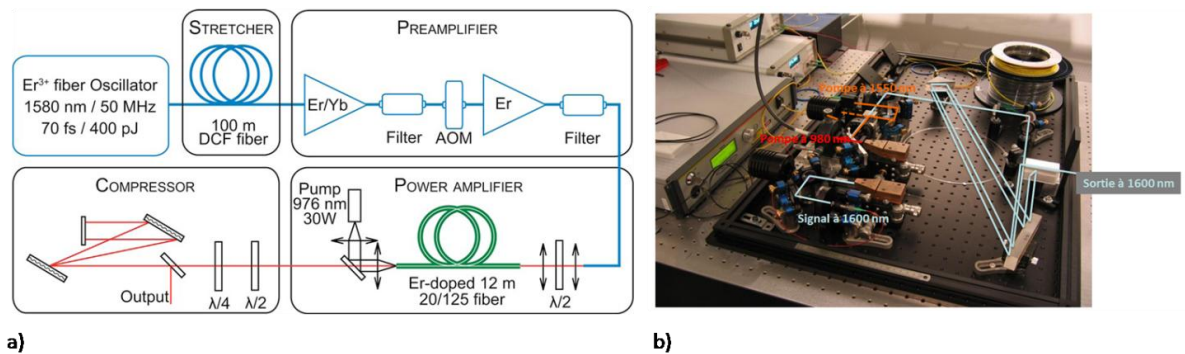 STRETCHER
PREAMPLIFIER
Er³⁺ fiber Oscillator
1580 nm / 50 MHz
70 fs / 400 pJ
100 m
DCF fiber
Er/Yb
Filter
AOM
Er
Filter
COMPRESSOR
Output
λ/4
λ/2
Pump
976 nm
30W
POWER AMPLIFIER
Er-doped 12 m
20/125 fiber
λ/2
a)
Pompe à 1550 nm
Pompe à 980 nm
Signal à 1600 nm
Sortie à 1600 nm
b)